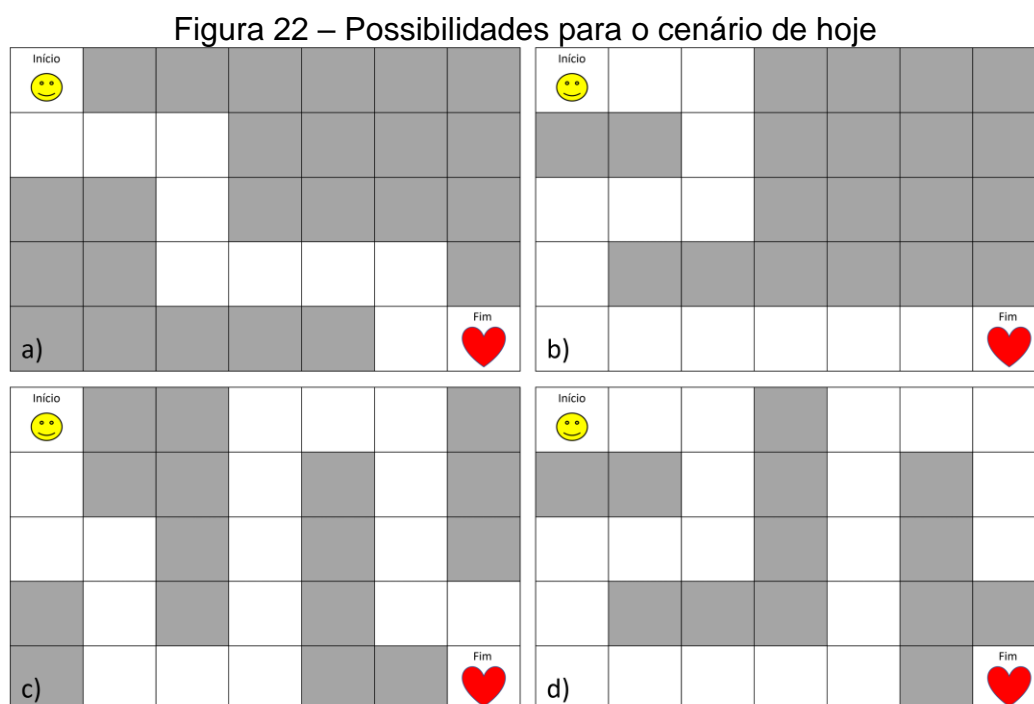 Figura 22 – Possibilidades para o cenário de hoje
Início
Fim
a)
Início
Fim
b)
Início
Fim
c)
Início
Fim
d)